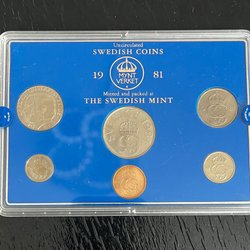 Uncirculated
SWEDISH COINS
19 MYNT VERKET 81
Minted and packed at
THE SWEDISH MINT